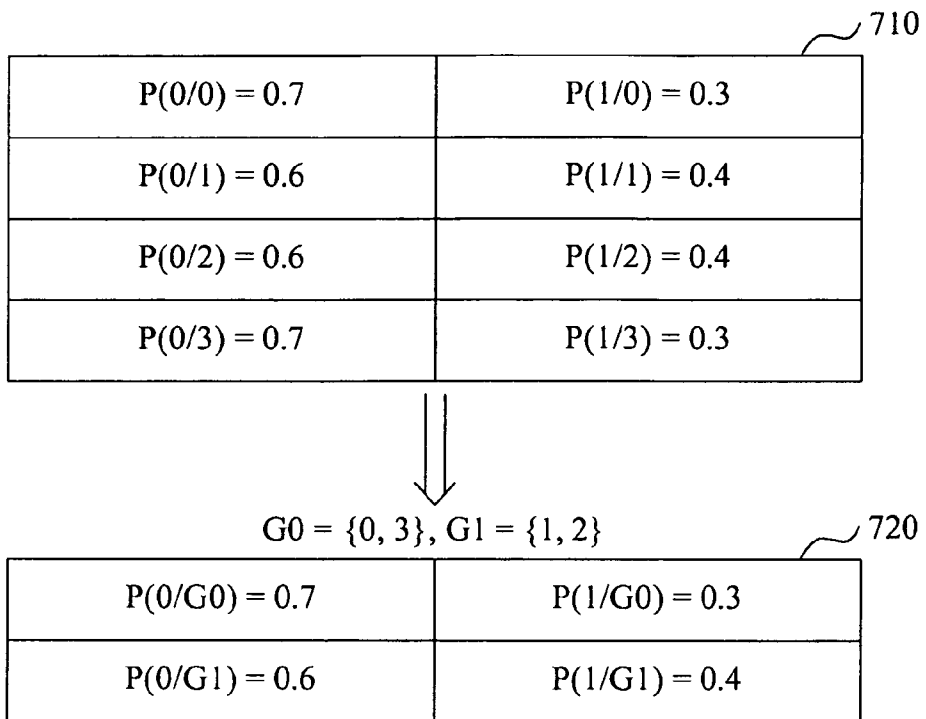 710
P(0/0) = 0.7 P(1/0) = 0.3
P(0/1) = 0.6 P(1/1) = 0.4
P(0/2) = 0.6 P(1/2) = 0.4
P(0/3) = 0.7 P(1/3) = 0.3
G0 = {0, 3}, G1 = {1, 2}
720
P(0/G0) = 0.7 P(1/G0) = 0.3
P(0/G1) = 0.6 P(1/G1) = 0.4